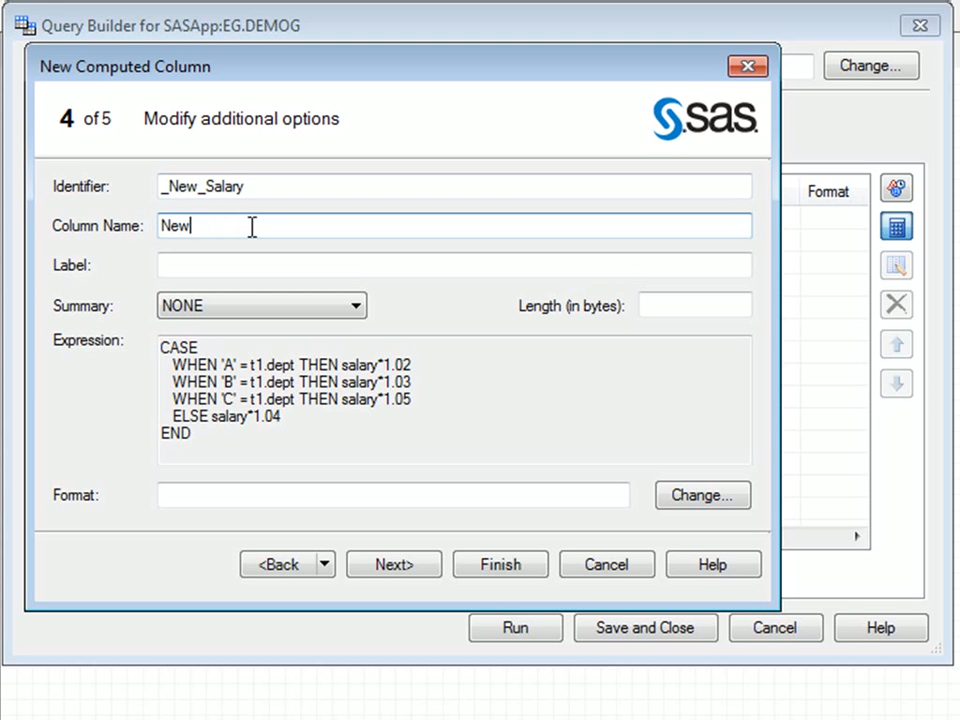 Query Builder for SASApp:EG.DEMOG
Change...
New Computed Column
4 of 5 Modify additional options
sas.
Identifier: _New_Salary
Format
Column Name: New
Label:
Summary: NONE Length (in bytes):
Expression: CASE
WHEN 'A' = t1.dept THEN salary*1.02
WHEN 'B' = t1.dept THEN salary*1.03
WHEN 'C' = t1.dept THEN salary*1.05
ELSE salary*1.04
END
Format: Change...
<Back Next> Finish Cancel Help
Run Save and Close Cancel Help